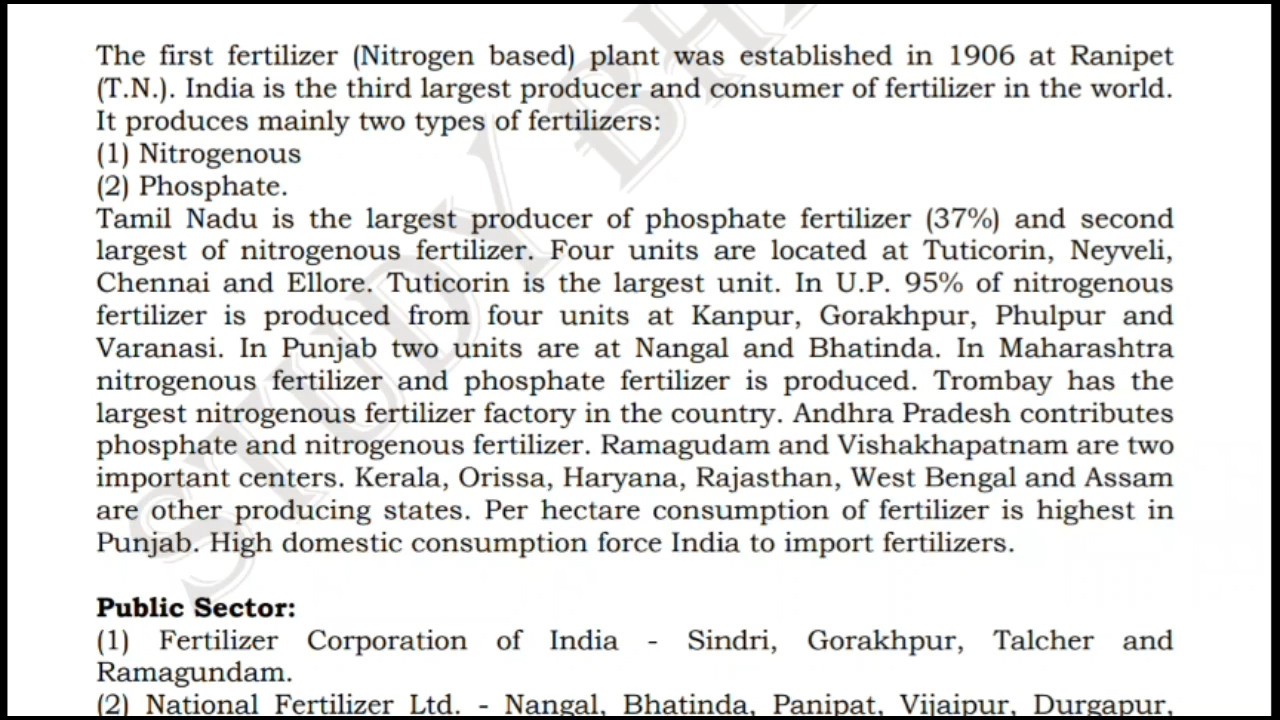 The first fertilizer (Nitrogen based) plant was established in 1906 at Ranipet
(T.N.). India is the third largest producer and consumer of fertilizer in the world.
It produces mainly two types of fertilizers:
(1) Nitrogenous
(2) Phosphate.
Tamil Nadu is the largest producer of phosphate fertilizer (37%) and second
largest of nitrogenous fertilizer. Four units are located at Tuticorin, Neyveli,
Chennai and Ellore. Tuticorin is the largest unit. In U.P. 95% of nitrogenous
fertilizer is produced from four units at Kanpur, Gorakhpur, Phulpur and
Varanasi. In Punjab two units are at Nangal and Bhatinda. In Maharashtra
nitrogenous fertilizer and phosphate fertilizer is produced. Trombay has the
largest nitrogenous fertilizer factory in the country. Andhra Pradesh contributes
phosphate and nitrogenous fertilizer. Ramagudam and Vishakhapatnam are two
important centers. Kerala, Orissa, Haryana, Rajasthan, West Bengal and Assam
are other producing states. Per hectare consumption of fertilizer is highest in
Punjab. High domestic consumption force India to import fertilizers.
Public Sector:
(1) Fertilizer Corporation of India - Sindri, Gorakhpur, Talcher and
Ramagundam.
(2) National Fertilizer Ltd. - Nangal, Bhatinda, Panipat, Vijaipur, Durgapur,
STUDY BH